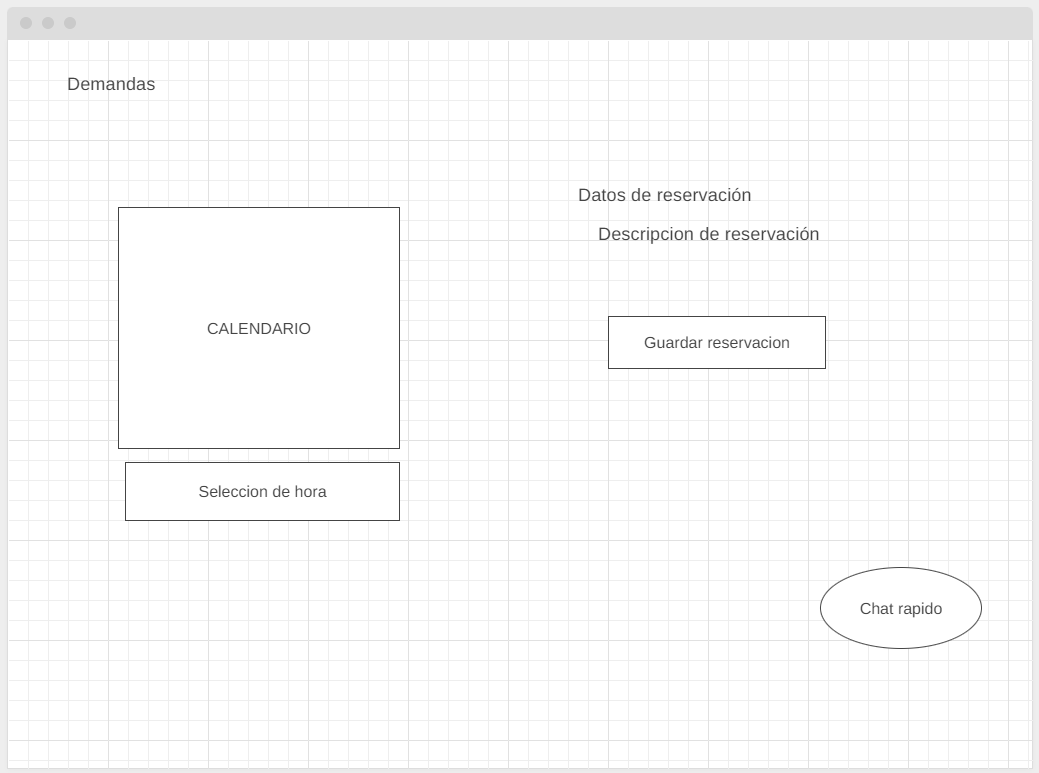 Demandas
Datos de reservación
Descripcion de reservación
CALENDARIO
Guardar reservacion
Seleccion de hora
Chat rapido